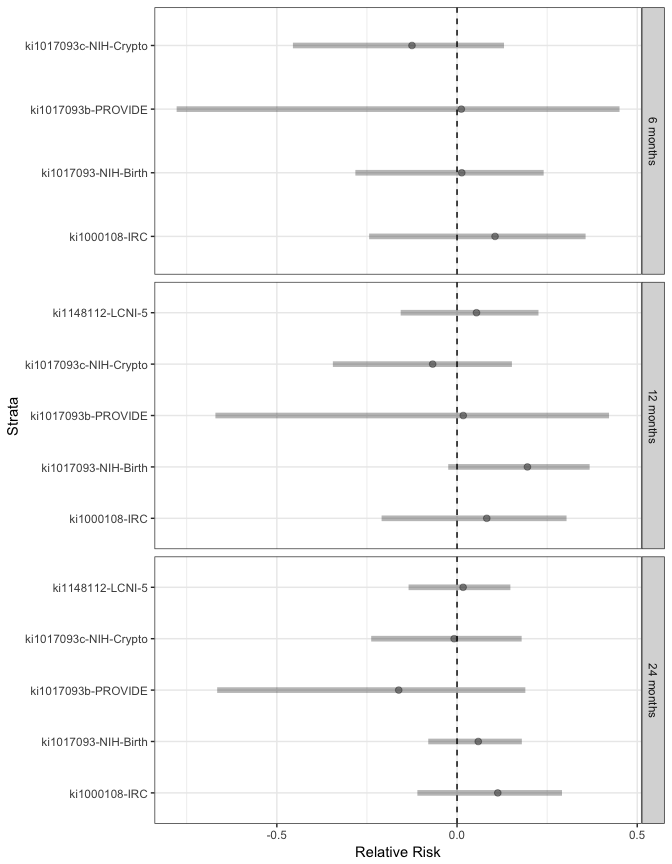 ki1017093c-NIH-Crypto
ki1017093b-PROVIDE
ki1017093-NIH-Birth
ki1000108-IRC
6 months
ki1148112-LCNI-5
ki1017093c-NIH-Crypto
ki1017093b-PROVIDE
ki1017093-NIH-Birth
ki1000108-IRC
12 months
ki1148112-LCNI-5
ki1017093c-NIH-Crypto
ki1017093b-PROVIDE
ki1017093-NIH-Birth
ki1000108-IRC
24 months
Strata
-0.5
0.0
0.5
Relative Risk